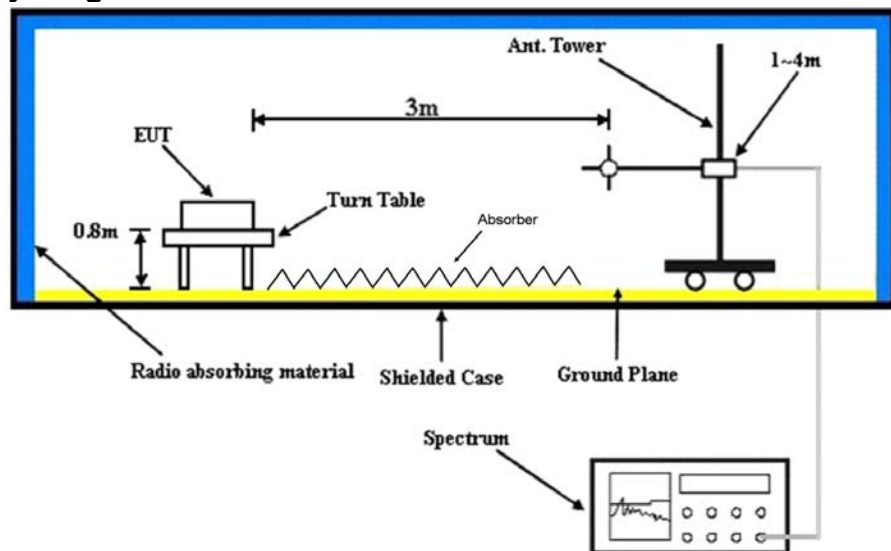 Ant. Tower
1~4m
3m
EUT
Turn Table
0.8m
Absorber
Radio absorbing material
Shielded Case
Ground Plane
Spectrum